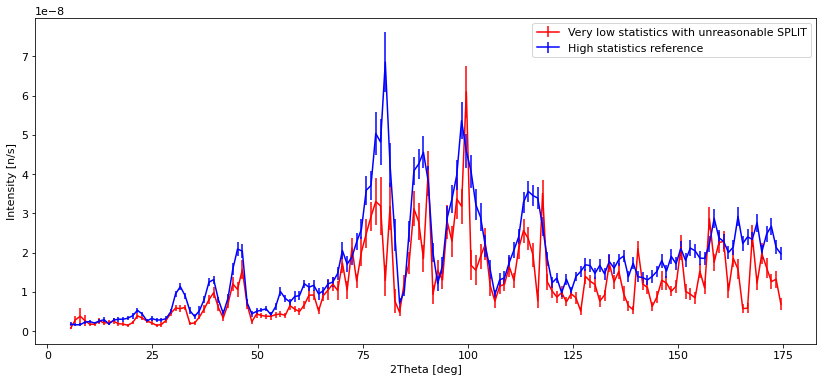 1e−8
Very low statistics with unreasonable SPLIT
High statistics reference
Intensity [n/s]
7
6
5
4
3
2
1
0
0 25 50 75 100 125 150 175
2Theta [deg]